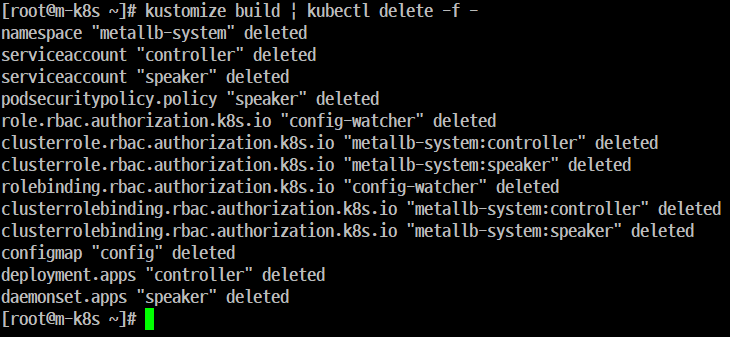 [root@m-k8s ~]# kustomize build ¦ kubectl delete -f -
namespace "metallb-system" deleted
serviceaccount "controller" deleted
serviceaccount "speaker" deleted
podsecuritypolicy.policy "speaker" deleted
role.rbac.authorization.k8s.io "config-watcher" deleted
clusterrole.rbac.authorization.k8s.io "metallb-system:controller" deleted
clusterrole.rbac.authorization.k8s.io "metallb-system:speaker" deleted
rolebinding.rbac.authorization.k8s.io "config-watcher" deleted
clusterrolebinding.rbac.authorization.k8s.io "metallb-system:controller" deleted
clusterrolebinding.rbac.authorization.k8s.io "metallb-system:speaker" deleted
configmap "config" deleted
deployment.apps "controller" deleted
daemonset.apps "speaker" deleted
[root@m-k8s ~]#